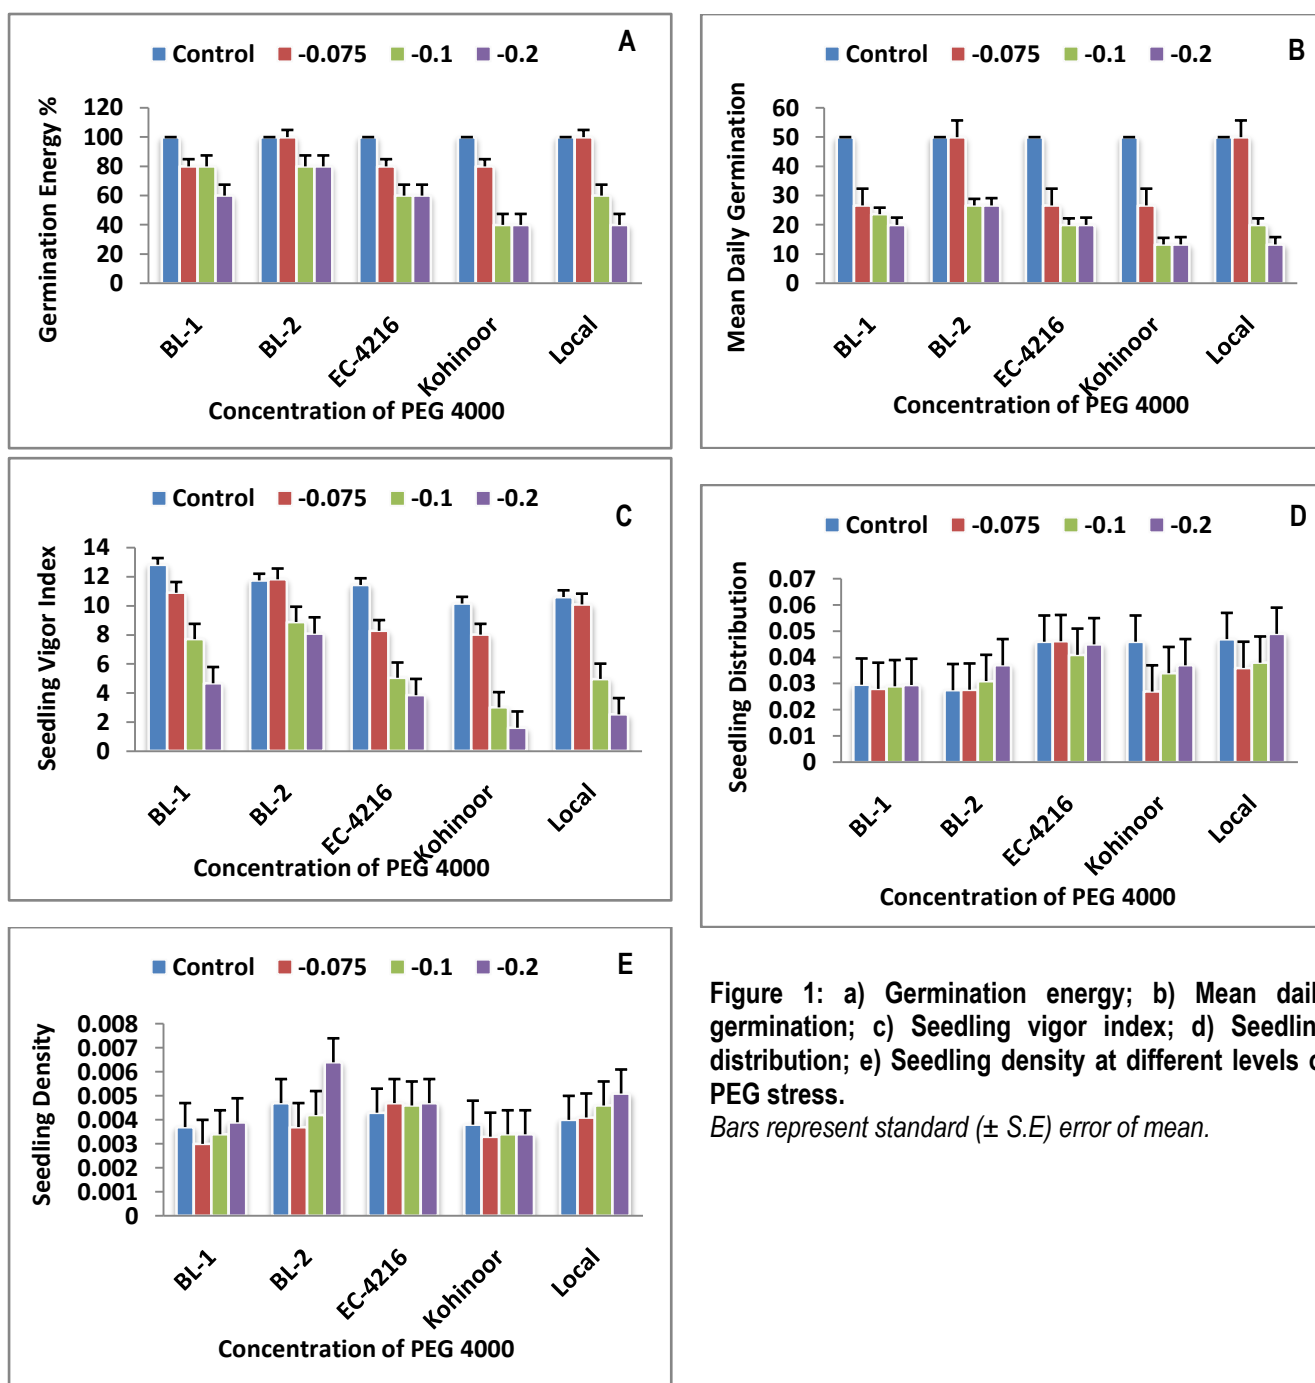 A
Control -0.075 -0.1 -0.2
Germination Energy %
120
100
80
60
40
20
0
BL-1 BL-2 EC-4216 Kohinoor Local
Concentration of PEG 4000
B
Control -0.075 -0.1 -0.2
Mean Daily Germination
60
50
40
30
20
10
0
BL-1 BL-2 EC-4216 Kohinoor Local
Concentration of PEG 4000
C
Control -0.075 -0.1 -0.2
Seedling Vigor Index
14
12
10
8
6
4
2
0
BL-1 BL-2 EC-4216 Kohinoor Local
Concentration of PEG 4000
D
Control -0.075 -0.1 -0.2
Seedling Distribution
0.07
0.06
0.05
0.04
0.03
0.02
0.01
0
BL-1 BL-2 EC-4216 Kohinoor Local
Concentration of PEG 4000
E
Control -0.075 -0.1 -0.2
Seedling Density
0.008
0.007
0.006
0.005
0.004
0.003
0.002
0.001
0
BL-1 BL-2 EC-4216 Kohinoor Local
Concentration of PEG 4000
Figure 1: a) Germination energy; b) Mean dail
germination; c) Seedling vigor index; d) Seedlin
distribution; e) Seedling density at different levels o
PEG stress.
Bars represent standard (± S.E) error of mean.